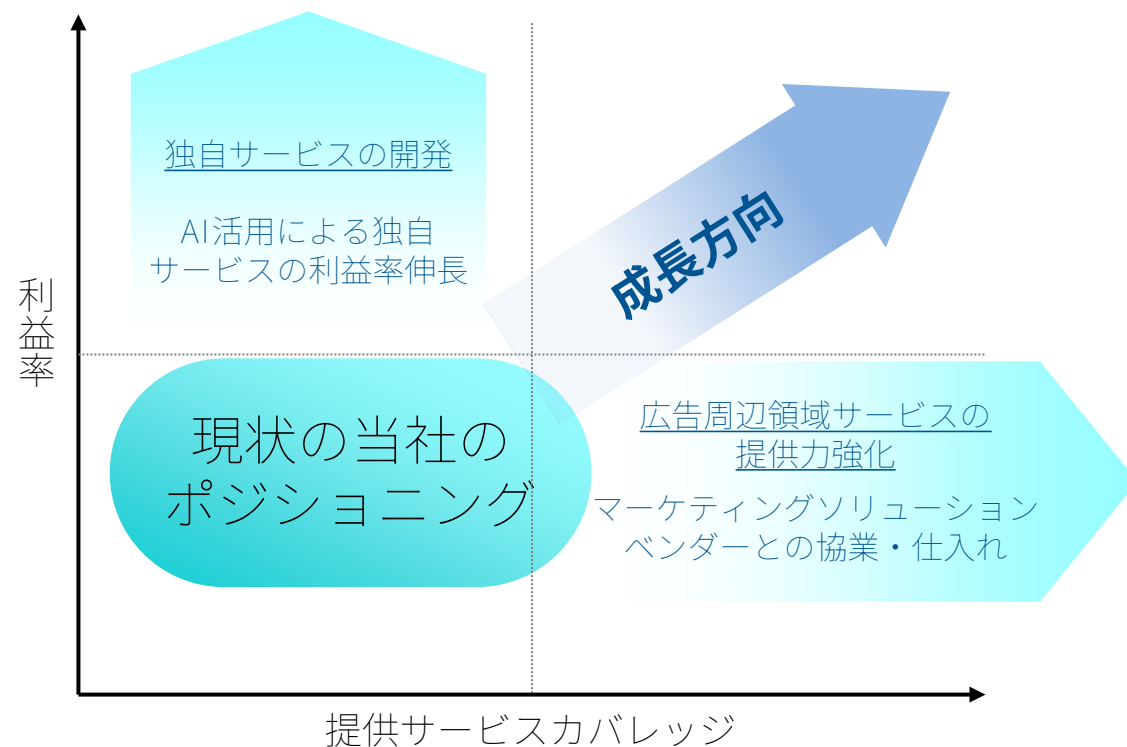 独自サービスの開発
AI活用による独自
サービスの利益率伸長
成長方向
利益率
現状の当社の
ポジショニング
広告周辺領域サービスの
提供力強化
マーケティングソリューション
ベンダーとの協業・仕入れ
提供サービスカバレッジ